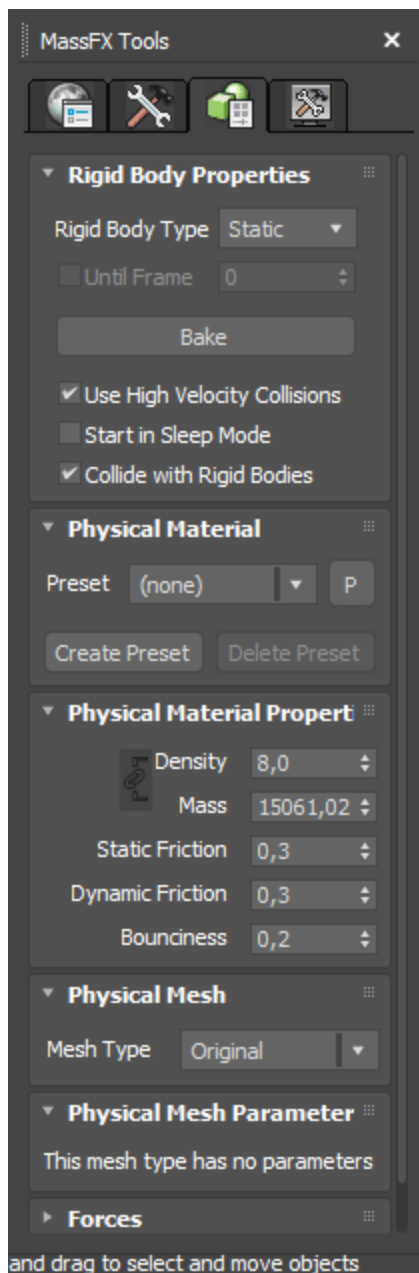 MassFX Tools
Rigid Body Properties
Rigid Body Type Static
Until Frame 0
Bake
Use High Velocity Collisions
Start in Sleep Mode
Collide with Rigid Bodies
Physical Material
Preset (none) P
Create Preset Delete Preset
Physical Material Properti
Density 8,0
Mass 15061,02
Static Friction 0,3
Dynamic Friction 0,3
Bounciness 0,2
Physical Mesh
Mesh Type Original
Physical Mesh Parameter
This mesh type has no parameters
Forces
and drag to select and move objects